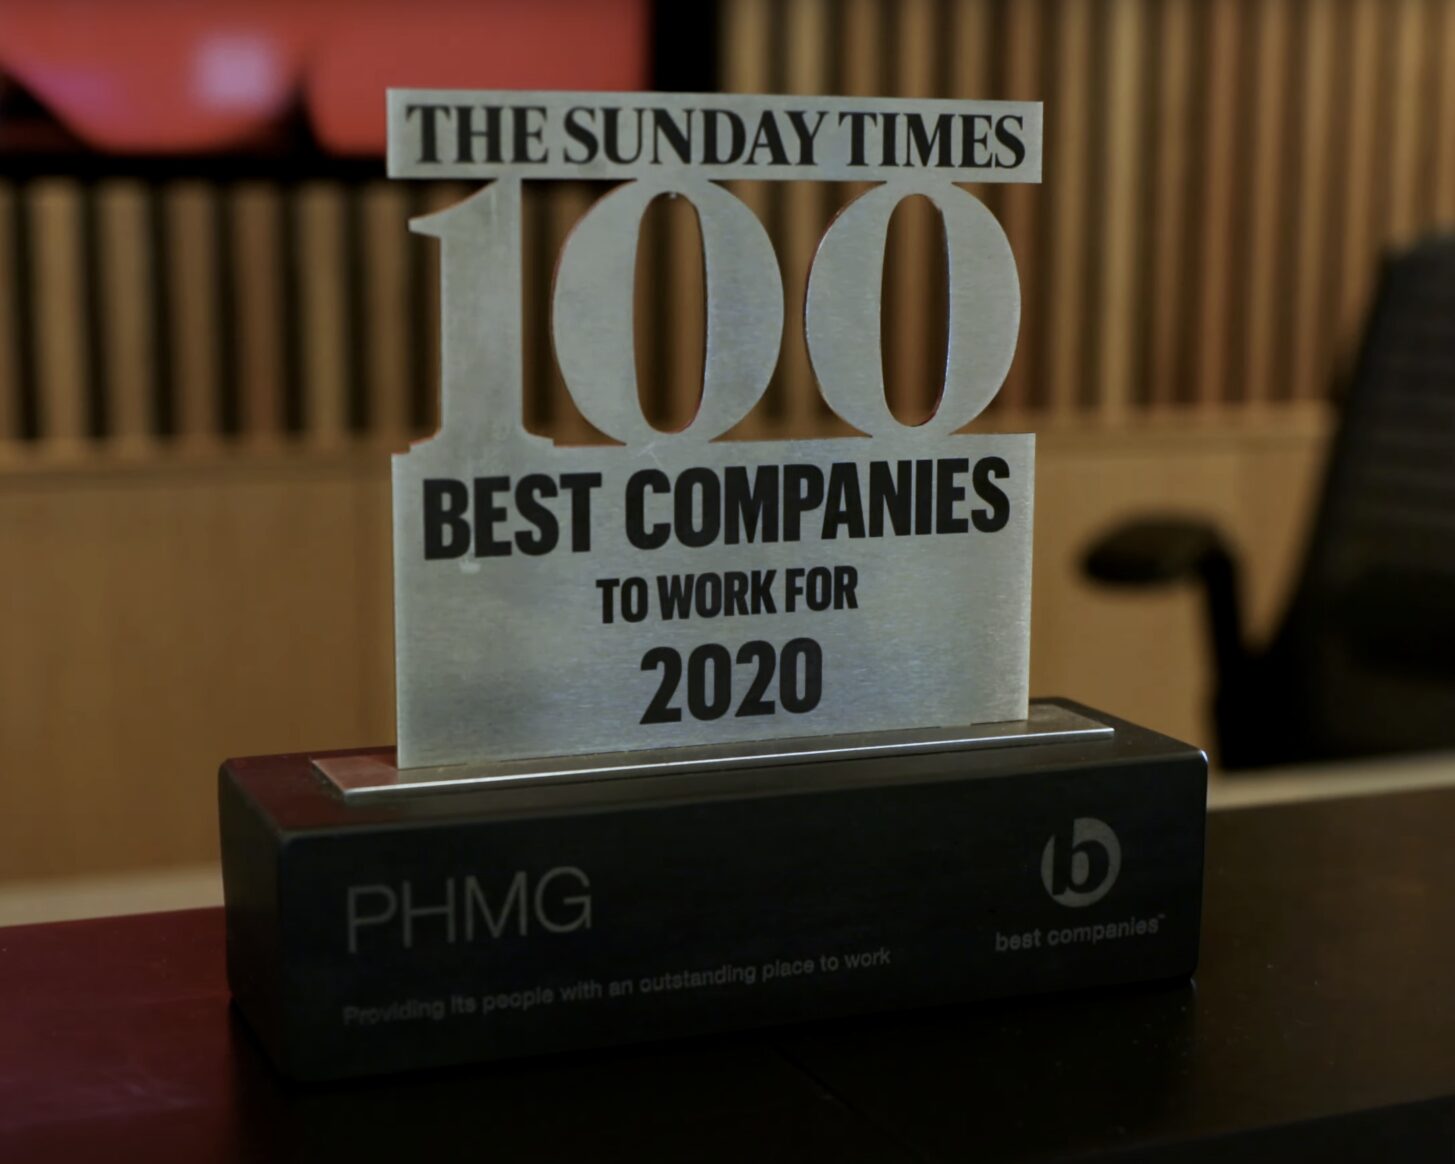 THE SUNDAY TIMES
100
BEST COMPANIES
TO WORK FOR
2020
PHMG
Providing its people with an outstanding place to work
b
best companies™